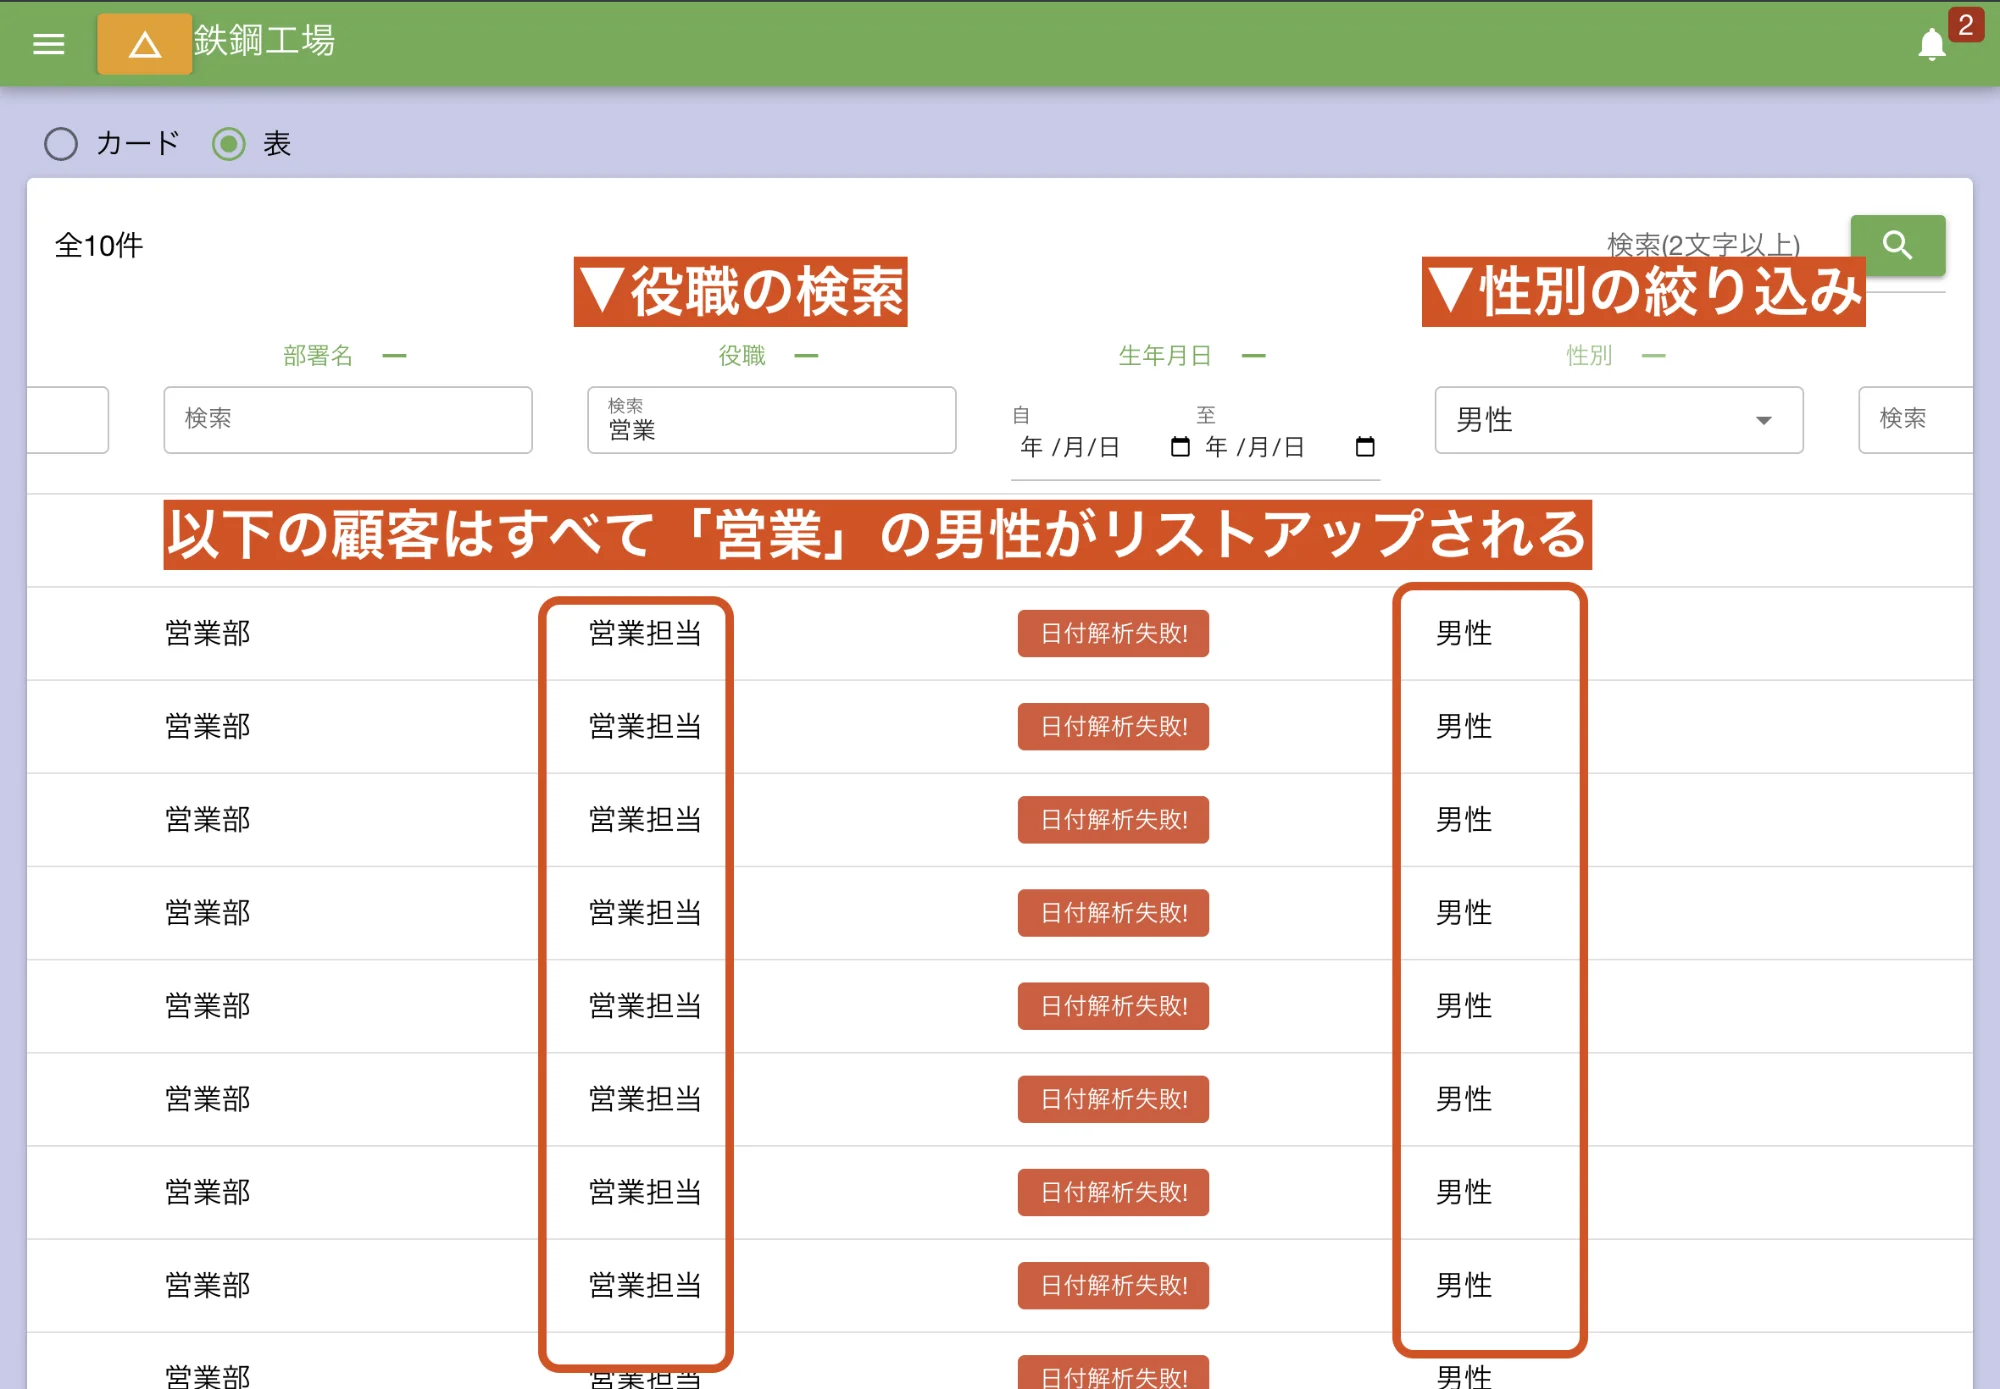 鉄鋼工場
2
カード
表
全10件
検索(2文字以上)
▼役職の検索
▼性別の絞り込み
部署名
役職
生年月日
性別
検索
検索
営業
自
年 /月/日
至
年 /月/日
男性
検索
以下の顧客はすべて「営業」の男性がリストアップされる
営業部 営業担当 日付解析失敗! 男性
営業部 営業担当 日付解析失敗! 男性
営業部 営業担当 日付解析失敗! 男性
営業部 営業担当 日付解析失敗! 男性
営業部 営業担当 日付解析失敗! 男性
営業部 営業担当 日付解析失敗! 男性
営業部 営業担当 日付解析失敗! 男性
営業部 営業担当 日付解析失敗! 男性
営業部 営業担当 日付解析失敗! 男性